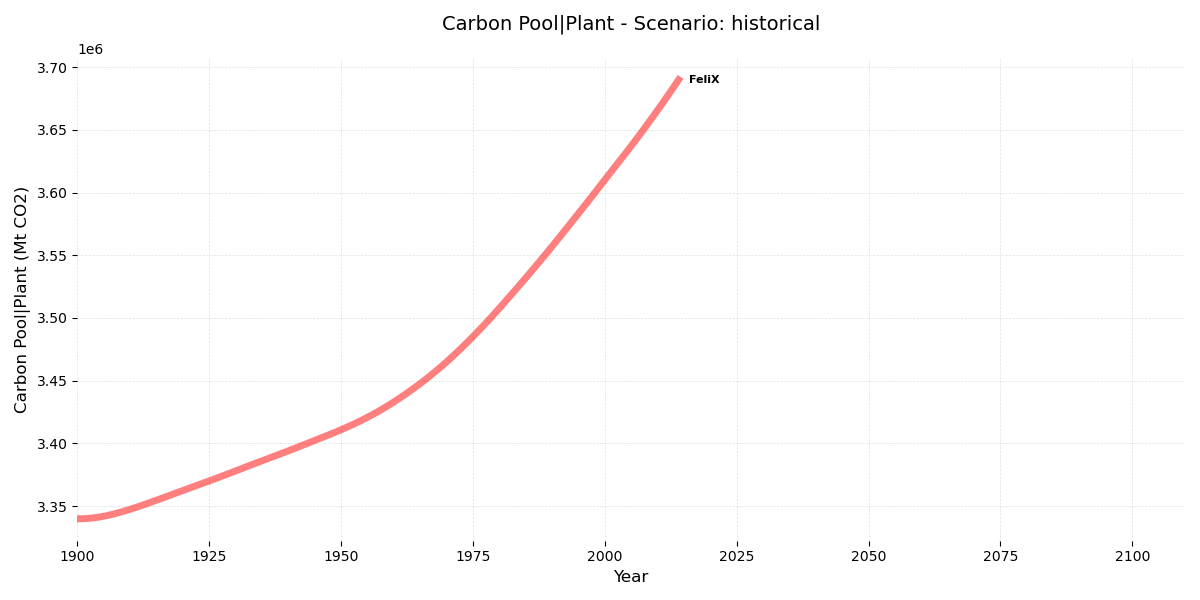 Carbon Pool|Plant - Scenario: historical
1e6
3.70
3.65
3.60
3.55
3.50
3.45
3.40
3.35
Carbon Pool|Plant (Mt CO2)
FeliX
1900 1925 1950 1975 2000 2025 2050 2075 2100
Year